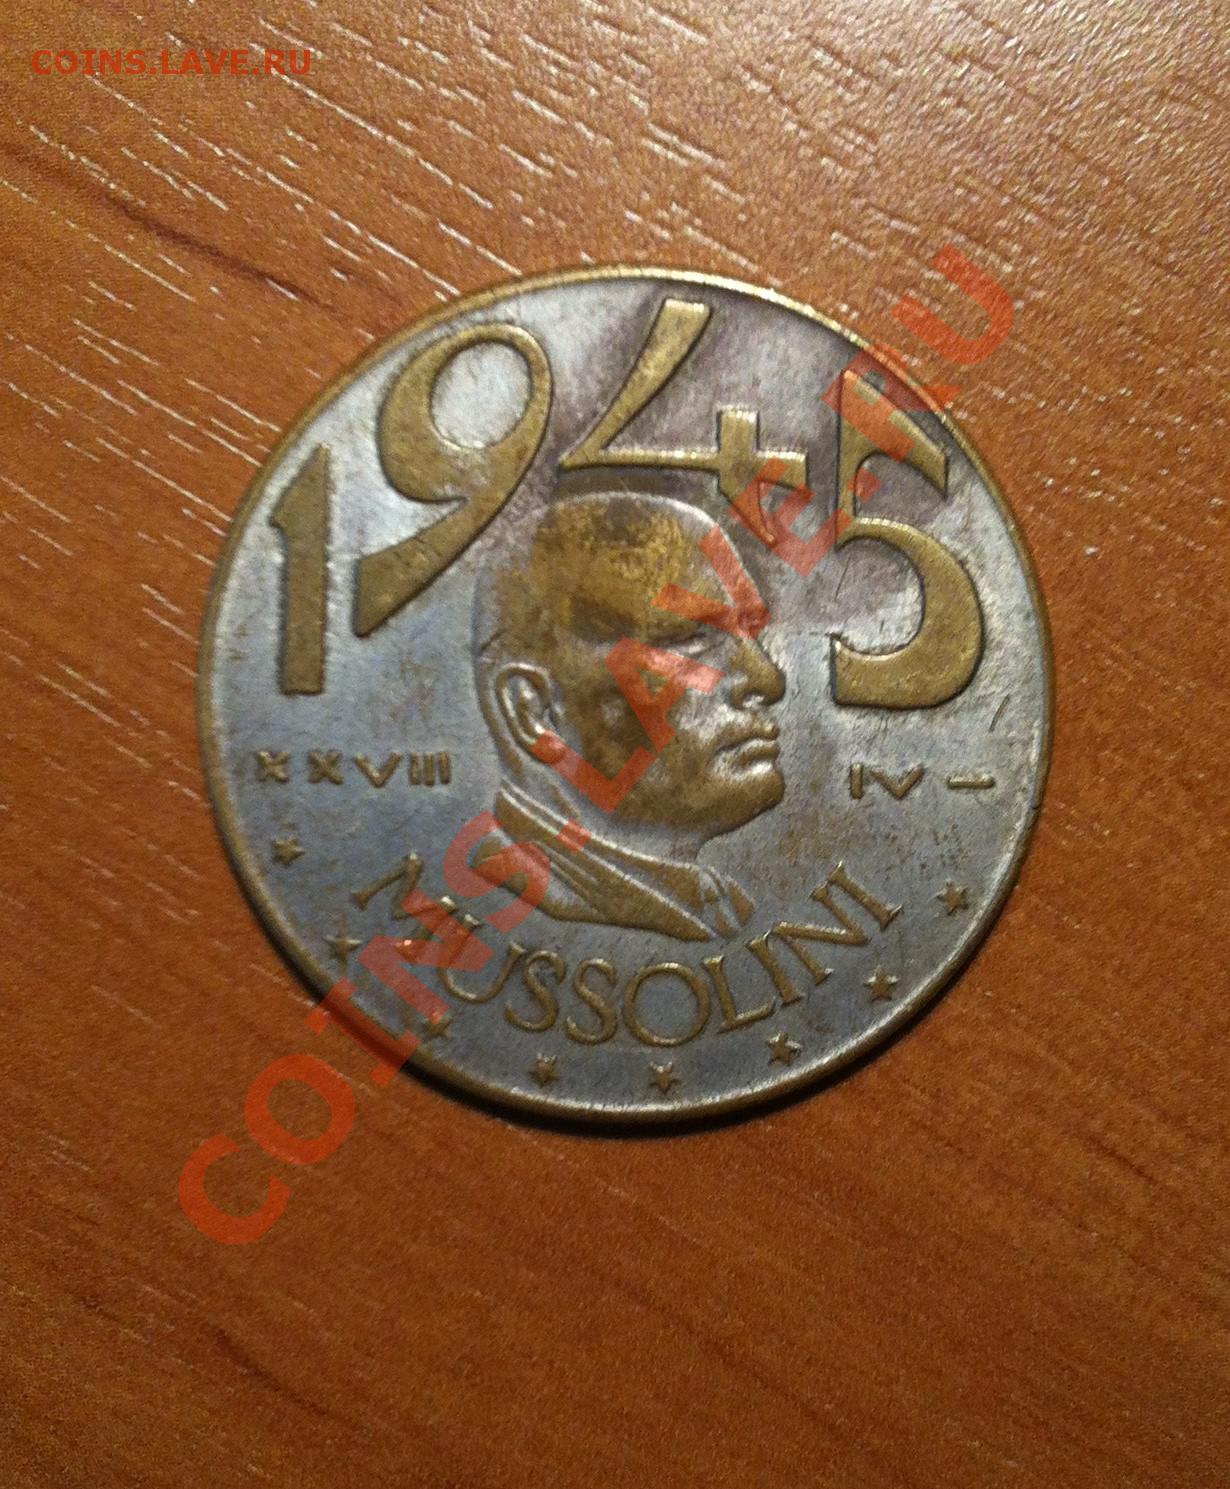 COINS.LAVE.RU
1945
XXVIII IV –
MUSSOLINI
COINS.LAVE.RU